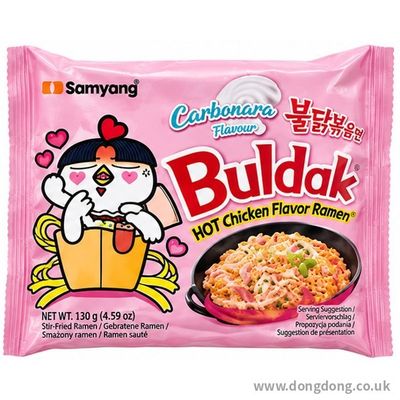 Samyang
Carbonara
Flavour
불닭볶음면
Buldak
HOT Chicken Flavor Ramen
Serving Suggestion/
Serviervorschlag/
Propozycja podania/
Suggestion de présentation
NET WT. 130 g (4.59 oz)
Stir-Fried Ramen / Gebratene Ramen /
Smażony ramen / Ramen sauté
www.dongdong.co.uk